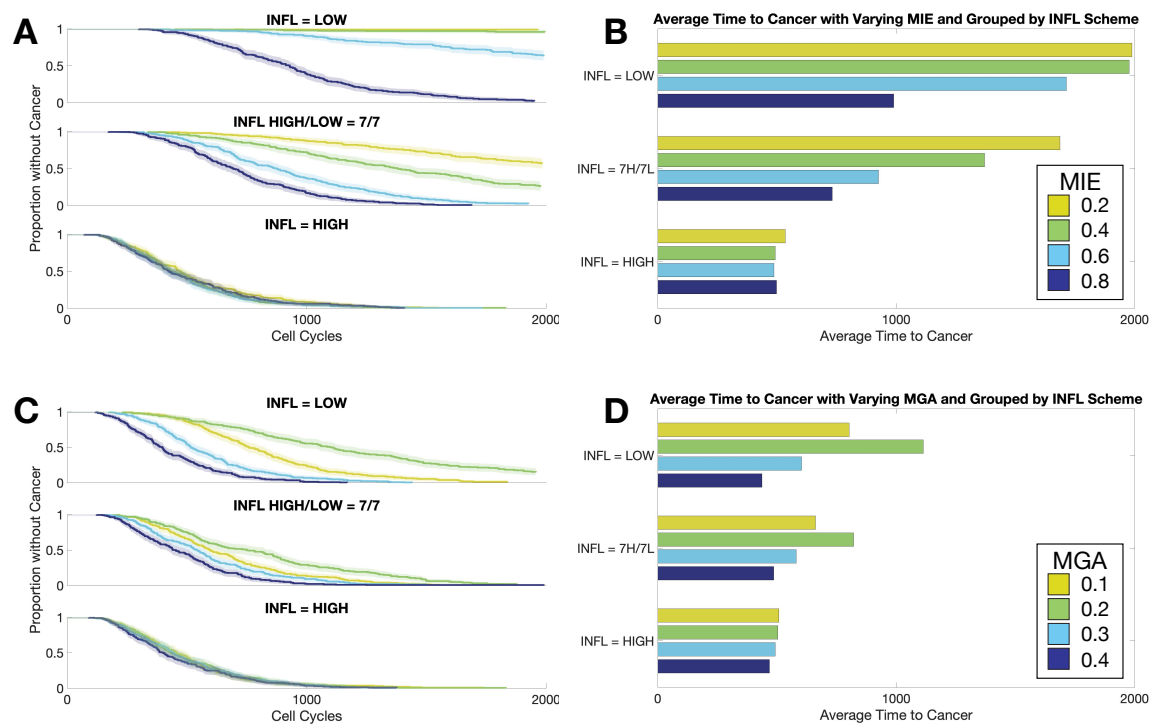 A
INFL = LOW
1
0.5
0
INFL HIGH/LOW = 7/7
1
0.5
0
INFL = HIGH
1
0.5
0
0 1000 2000
Cell Cycles
Proportion without Cancer
B
Average Time to Cancer with Varying MIE and Grouped by INFL Scheme
INFL = LOW
INFL = 7H/7L
INFL = HIGH
0 1000 2000
Average Time to Cancer
MIE
0.2
0.4
0.6
0.8
C
INFL = LOW
1
0.5
0
INFL HIGH/LOW = 7/7
1
0.5
0
INFL = HIGH
1
0.5
0
0 1000 2000
Cell Cycles
Proportion without Cancer
D
Average Time to Cancer with Varying MGA and Grouped by INFL Scheme
INFL = LOW
INFL = 7H/7L
INFL = HIGH
0 1000 2000
Average Time to Cancer
MGA
0.1
0.2
0.3
0.4